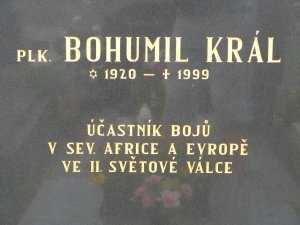 PLK. BOHUMIL KRÁL
✡ 1920 — ✝ 1999
ÚČASTNÍK BOJŮ
V SEV. AFRICE A EVROPĚ
VE II. SVĚTOVÉ VÁLCE